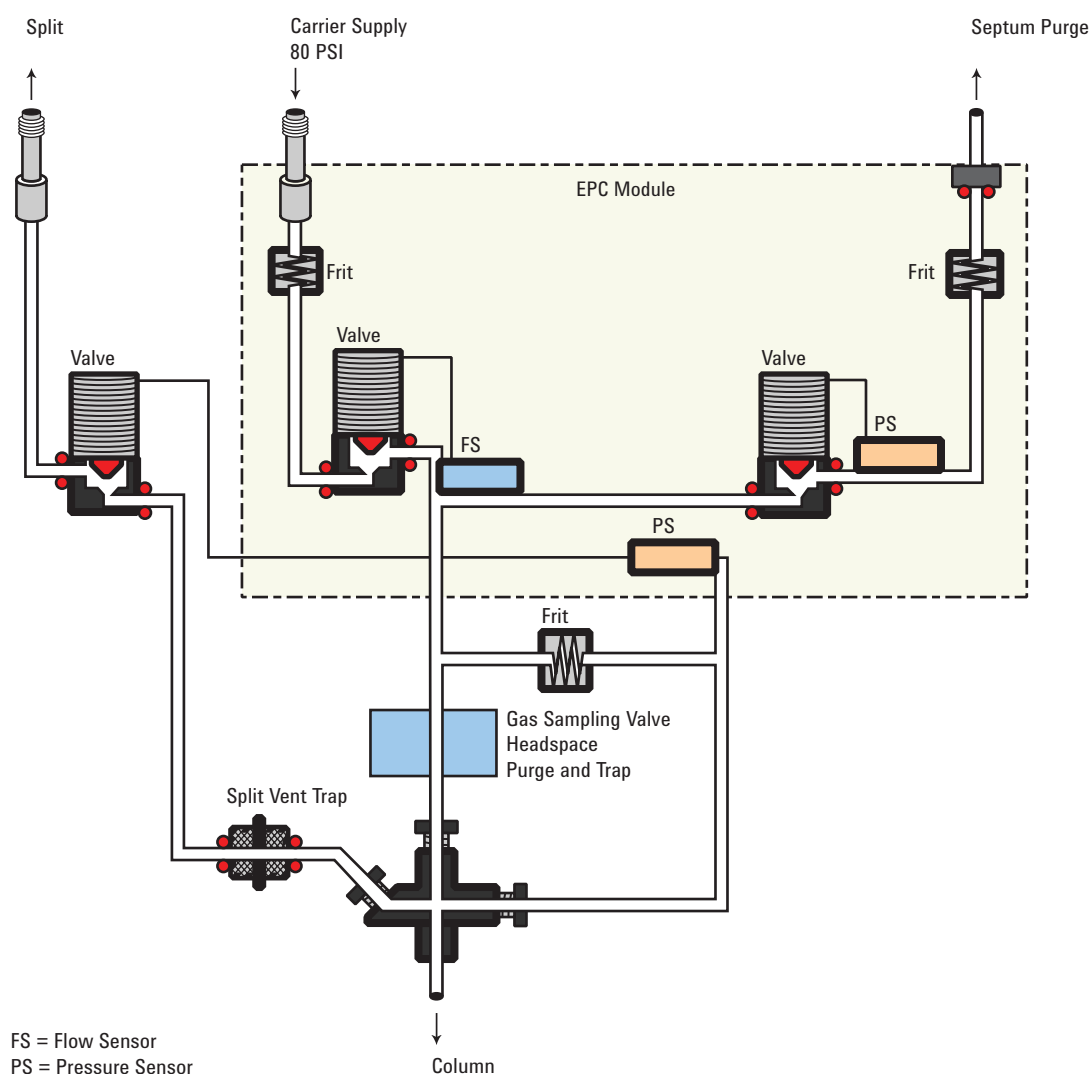 Split
Carrier Supply
80 PSI
Septum Purge
EPC Module
Frit
Frit
Valve
Valve
Valve
FS
PS
PS
Frit
Gas Sampling Valve
Headspace
Purge and Trap
Split Vent Trap
FS = Flow Sensor
PS = Pressure Sensor
Column